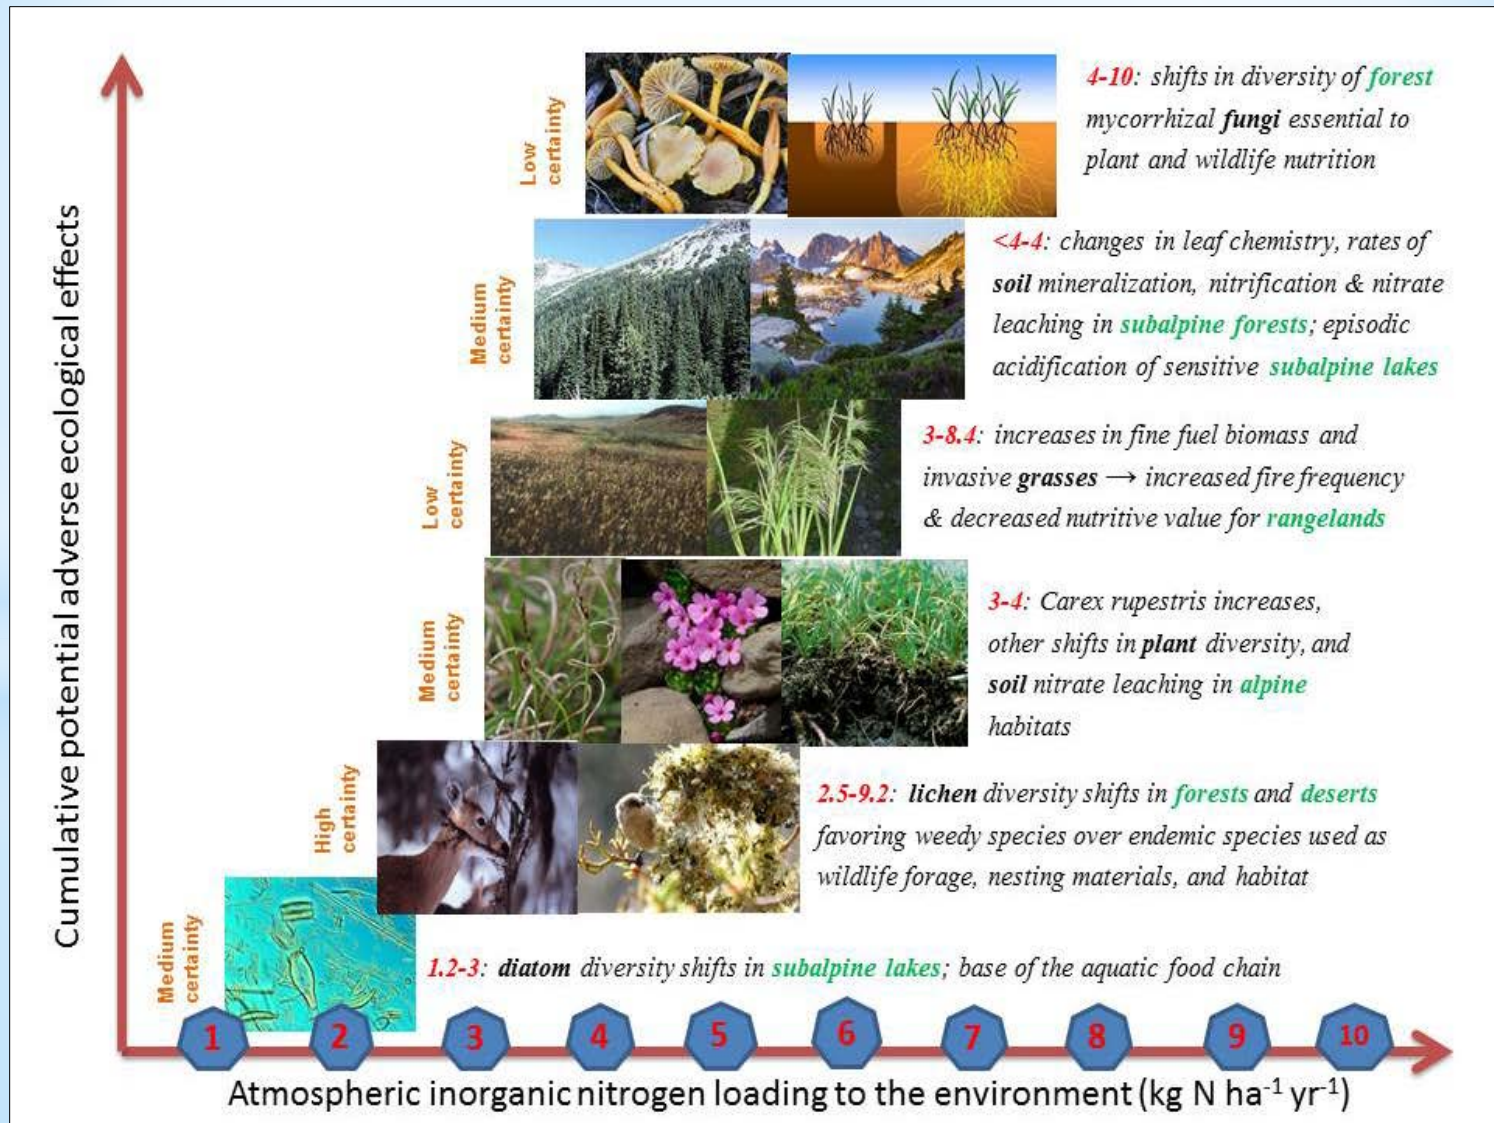 Cumulative potential adverse ecological effects
Low
certainty
4-10: shifts in diversity of forest
mycorrhizal fungi essential to
plant and wildlife nutrition
Medium
certainty
<4-4: changes in leaf chemistry, rates of
soil mineralization, nitrification & nitrate
leaching in subalpine forests; episodic
acidification of sensitive subalpine lakes
Low
certainty
3-8.4: increases in fine fuel biomass and
invasive grasses → increased fire frequency
& decreased nutritive value for rangelands
Medium
certainty
3-4: Carex rupestris increases,
other shifts in plant diversity, and
soil nitrate leaching in alpine
habitats
High
certainty
2.5-9.2: lichen diversity shifts in forests and deserts
favoring weedy species over endemic species used as
wildlife forage, nesting materials, and habitat
Medium
certainty
1.2-3: diatom diversity shifts in subalpine lakes; base of the aquatic food chain
1 2 3 4 5 6 7 8 9 10
Atmospheric inorganic nitrogen loading to the environment (kg N ha⁻¹ yr⁻¹)